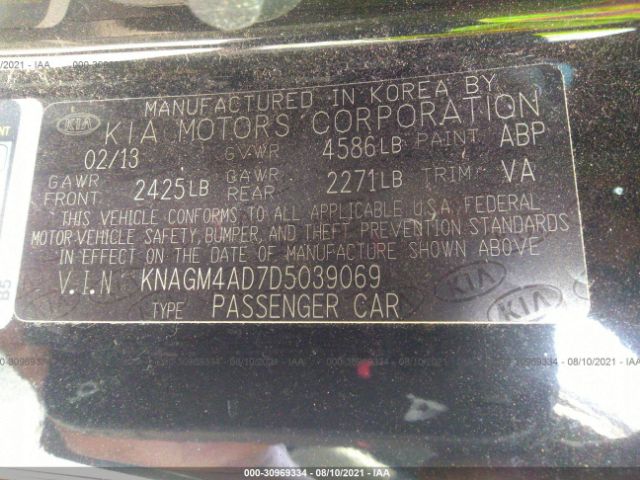 MANUFACTURED IN KOREA BY
KIA KIA MOTORS CORPORATION
02/13 GVWR 4586LB PAINT ABP
GAWR FRONT 2425LB GAWR REAR 2271LB TRIM VA
THIS VEHICLE CONFORMS TO ALL APPLICABLE U.S.A. FEDERAL
MOTOR VEHICLE SAFETY, BUMPER, AND THEFT PREVENTION STANDARDS
IN EFFECT ON THE DATE OF MANUFACTURE SHOWN ABOVE
V.I.N KNAGM4AD7D5039069
TYPE PASSENGER CAR
000-30969334 - 08/10/2021 - IAA